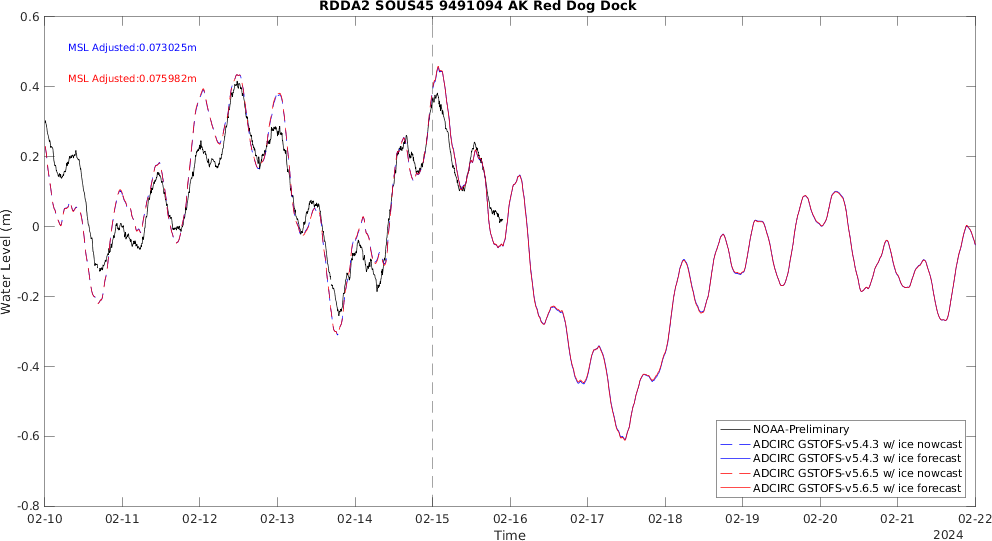 RDDA2 SOUS45 9491094 AK Red Dog Dock
MSL Adjusted:0.073025m
MSL Adjusted:0.075982m
0.6
0.4
0.2
0
-0.2
-0.4
-0.6
-0.8
Water Level (m)
NOAA-Preliminary
ADCIRC GSTOFS-v5.4.3 w/ ice nowcast
ADCIRC GSTOFS-v5.4.3 w/ ice forecast
ADCIRC GSTOFS-v5.6.5 w/ ice nowcast
ADCIRC GSTOFS-v5.6.5 w/ ice forecast
02-10 02-11 02-12 02-13 02-14 02-15 02-16 02-17 02-18 02-19 02-20 02-21 02-22
Time
2024